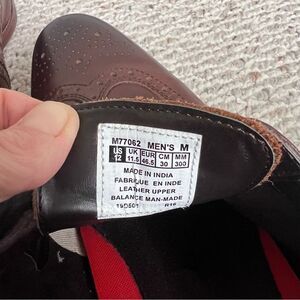 M77062 MEN'S M
US UK EUR CM MM
12 11.5 46.5 30 300
MADE IN INDIA
FABRIQUE EN INDE
LEATHER UPPER
BALANCE MAN-MADE